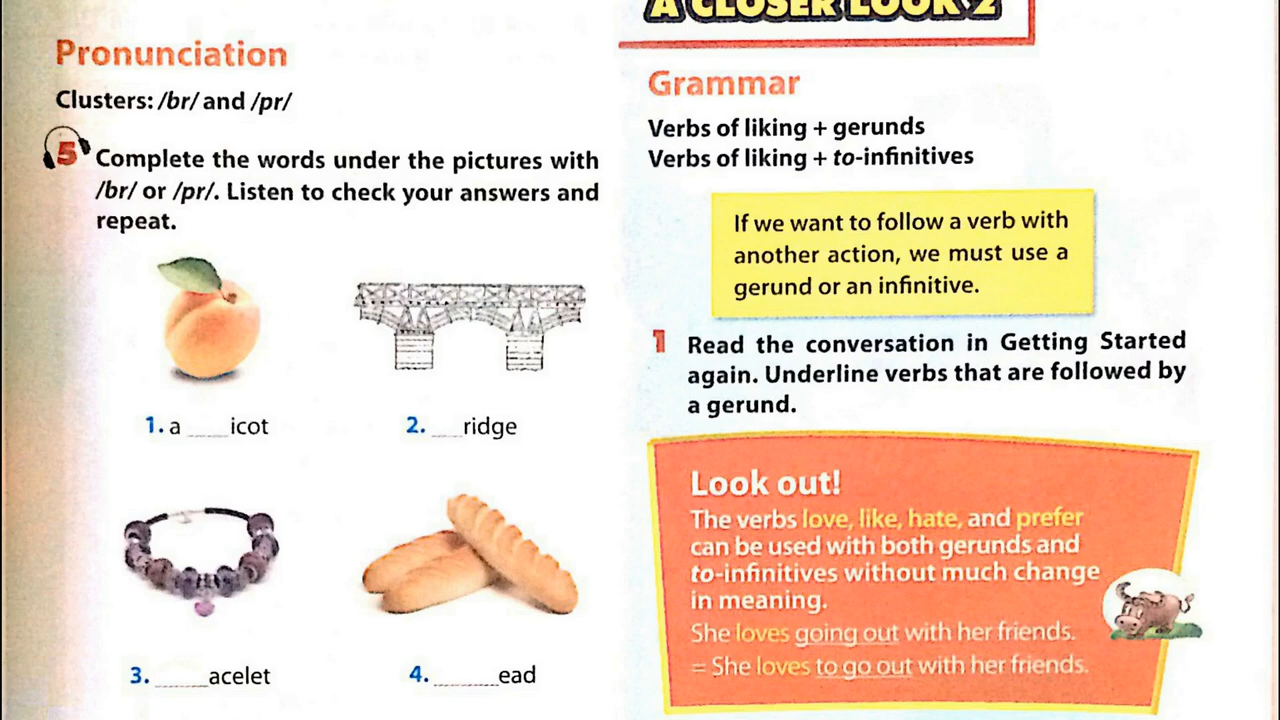 Pronunciation
Clusters: /br/ and /pr/
5 Complete the words under the pictures with
/br/ or /pr/. Listen to check your answers and
repeat.
1. a ____icot
2. ___ridge
3. _____acelet
4. ______ead
A CLOSER LOOK 2
Grammar
Verbs of liking + gerunds
Verbs of liking + to-infinitives
If we want to follow a verb with
another action, we must use a
gerund or an infinitive.
1 Read the conversation in Getting Started
again. Underline verbs that are followed by
a gerund.
Look out!
The verbs love, like, hate, and prefer
can be used with both gerunds and
to-infinitives without much change
in meaning.
She loves going out with her friends.
= She loves to go out with her friends.